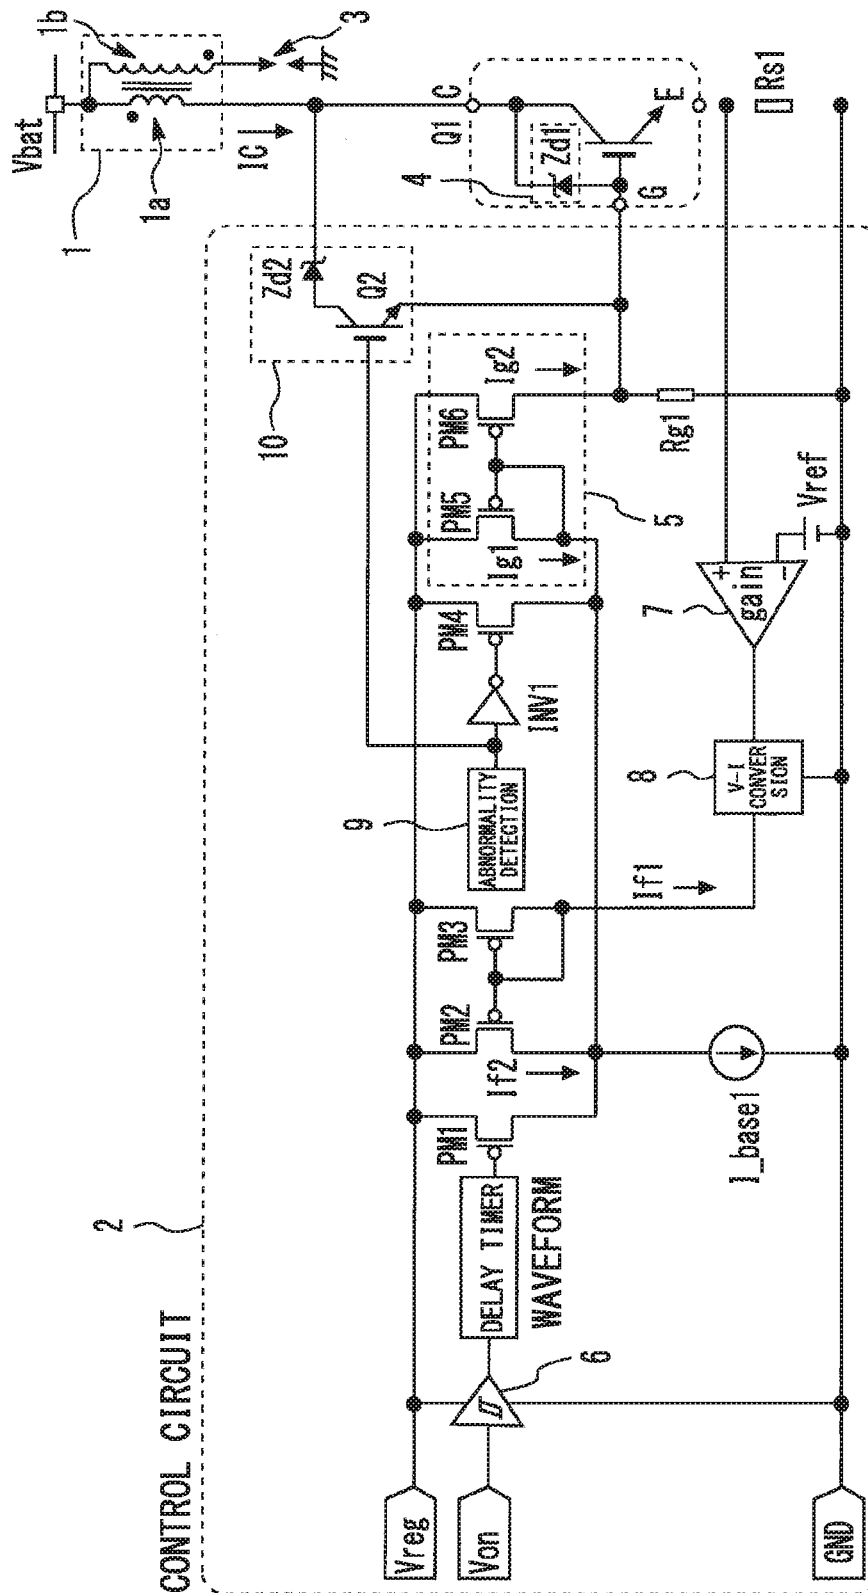 CONTROL CIRCUIT
2
Vreg
Von
GND
6
DELAY TIMER
WAVEFORM
PM1
If2
PM2
PM3
I_base1
If1
9
ABNORMALITY
DETECTION
INV1
PM4
8
V-I
CONVER
SION
7
gain
+
−
Vref
Ig1
PM5
PM6
Ig2
5
Rg1
10
Zd2
Q2
1
1a
1b
Vbat
3
IC
Q1
C
4
Zd1
G
E
Rs1